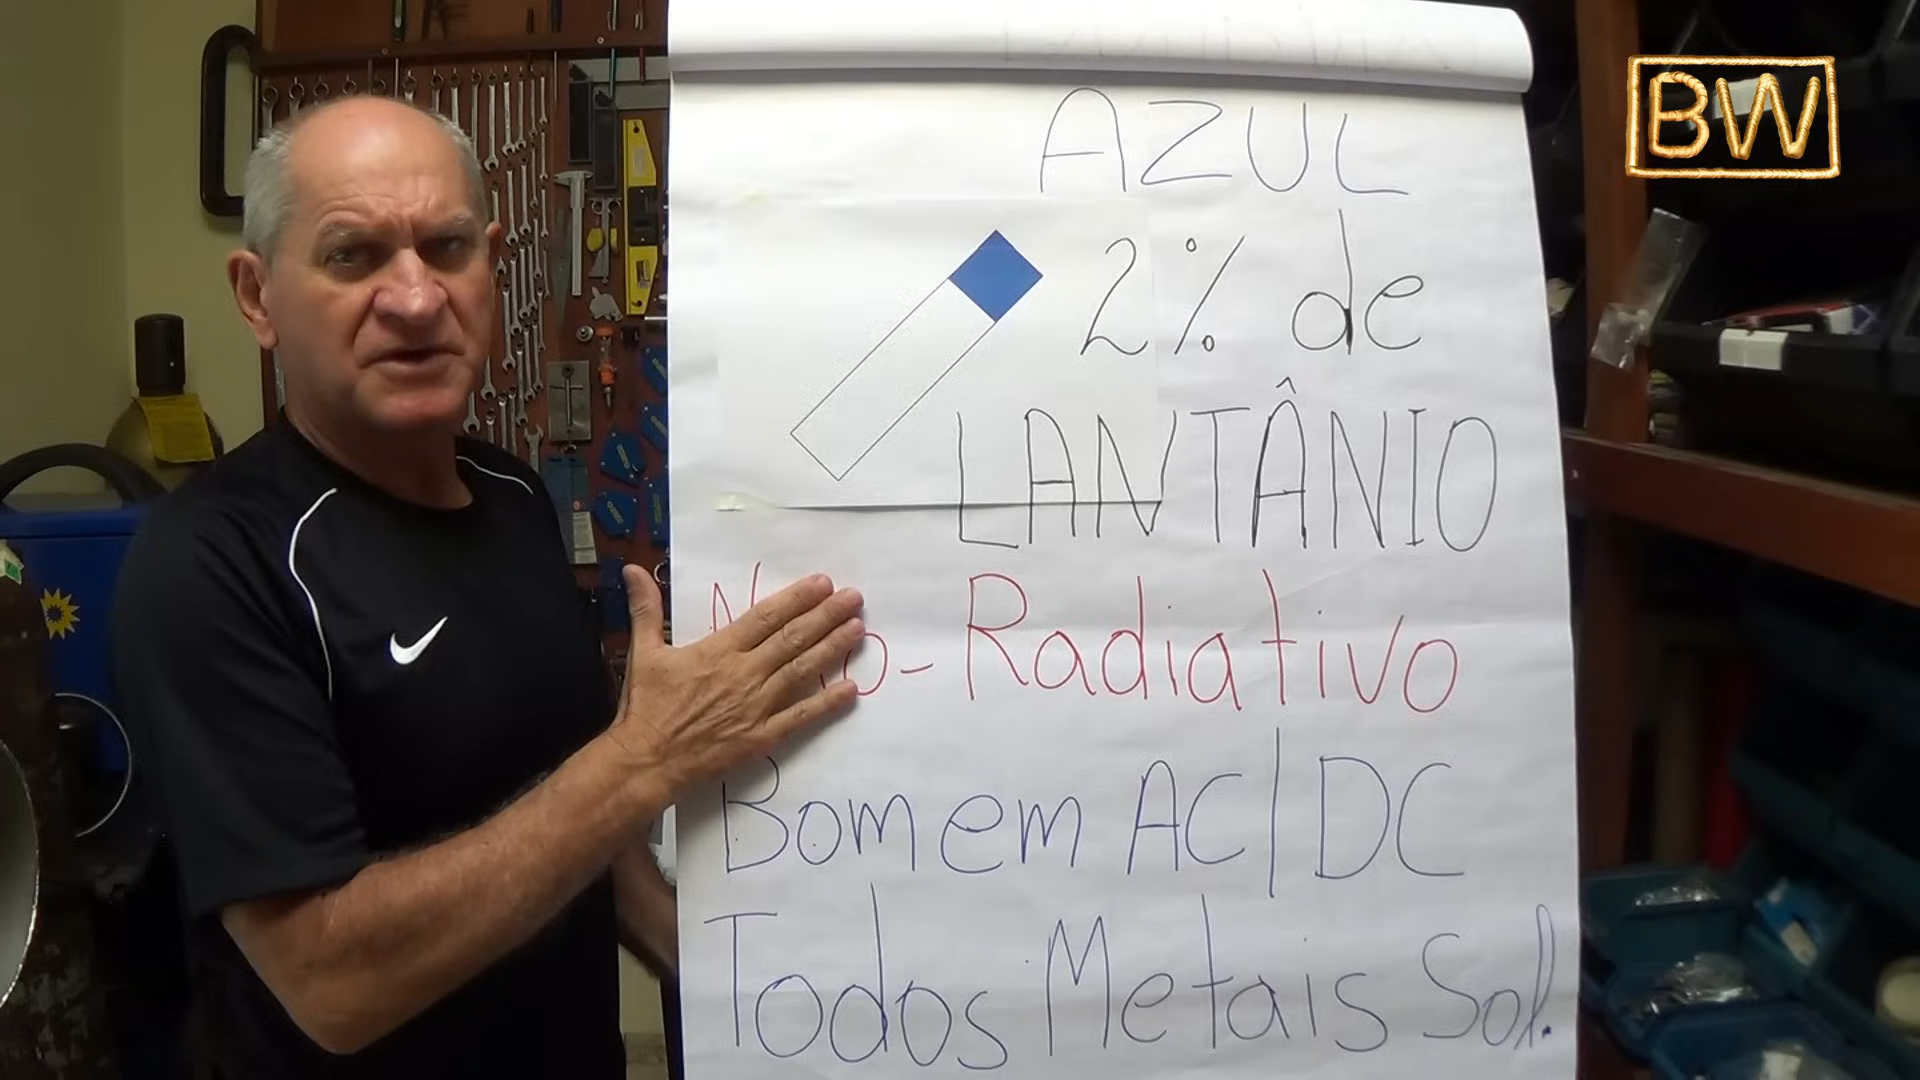 BW
AZUL
2% de
LANTÂNIO
-Radiativo
Bom em AC/DC
Todos Metais Sol.